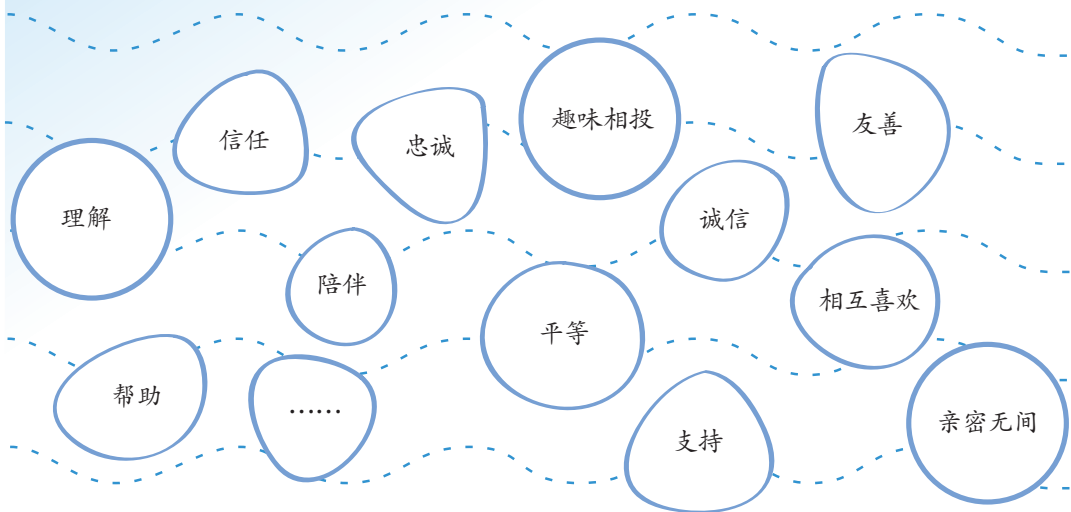 趣味相投
友善
信任
忠诚
理解
诚信
陪伴
相互喜欢
平等
帮助
……
支持
亲密无间